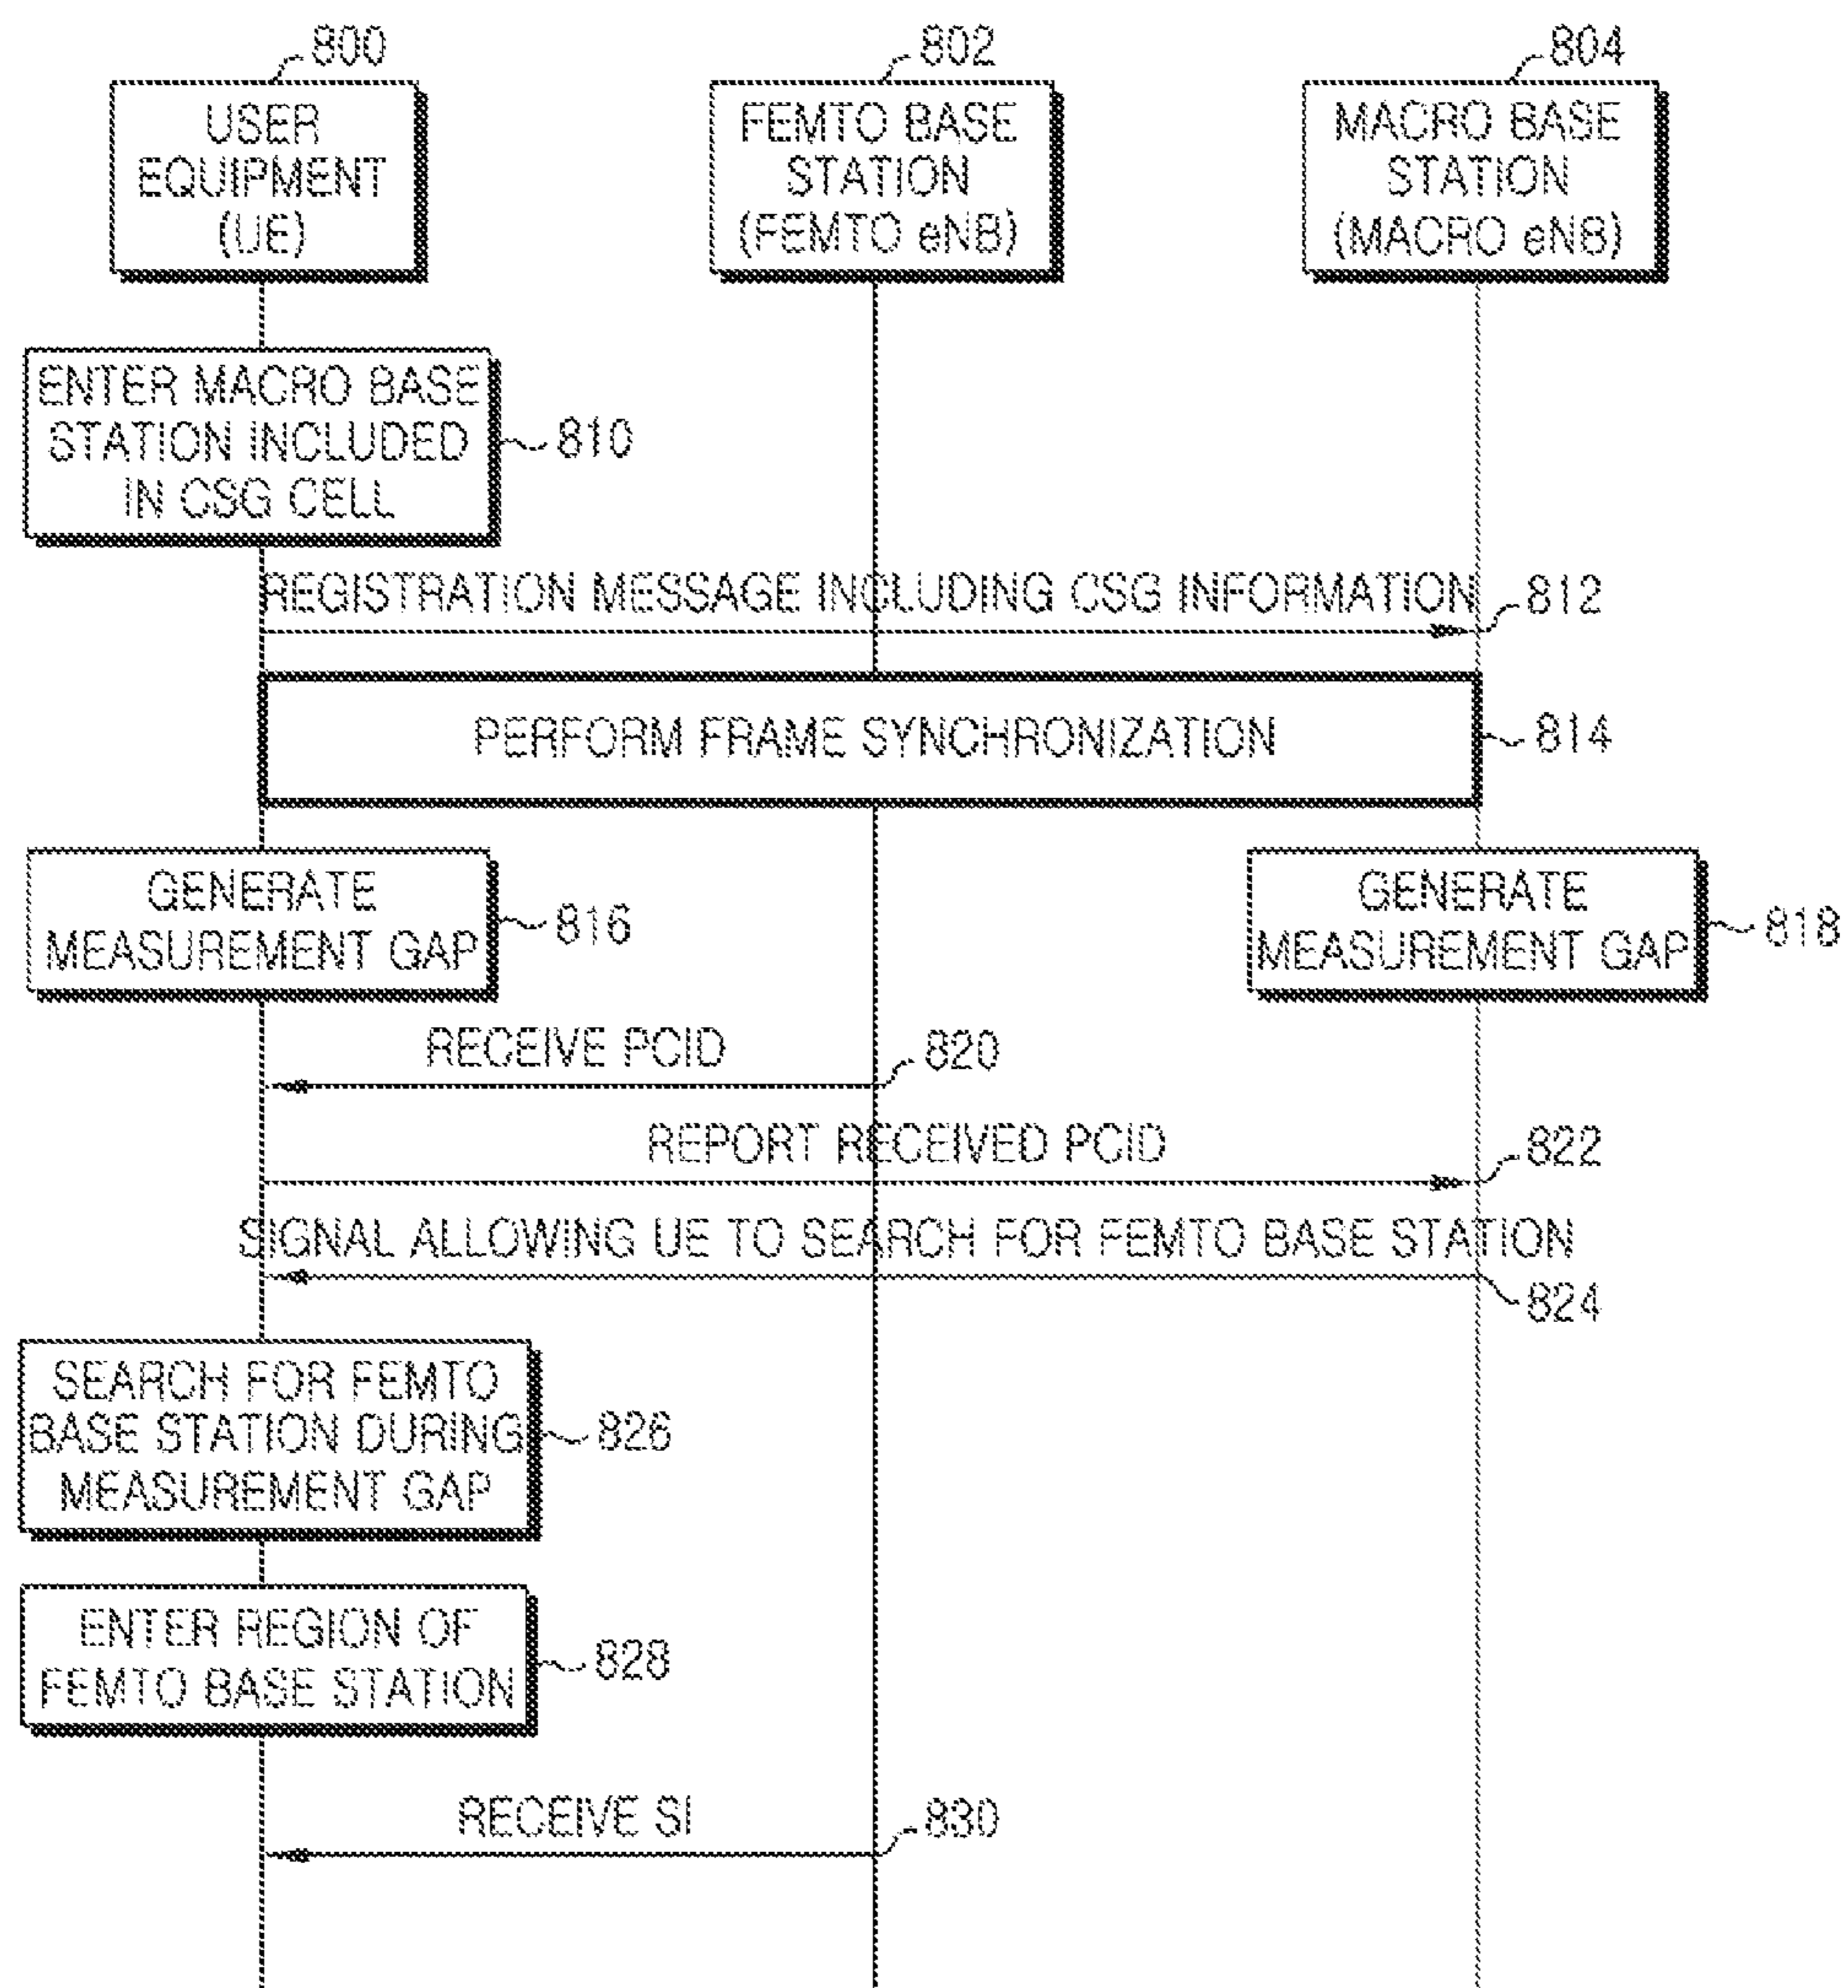 800
802
804
USER
EQUIPMENT
(UE)
FEMTO BASE
STATION
(FEMTO eNB)
MACRO BASE
STATION
(MACRO eNB)
ENTER MACRO BASE
STATION INCLUDED
IN CSG CELL
810
REGISTRATION MESSAGE INCLUDING CSG INFORMATION
812
PERFORM FRAME SYNCHRONIZATION
814
GENERATE
MEASUREMENT GAP
816
GENERATE
MEASUREMENT GAP
818
RECEIVE PCID
820
REPORT RECEIVED PCID
822
SIGNAL ALLOWING UE TO SEARCH FOR FEMTO BASE STATION
824
SEARCH FOR FEMTO
BASE STATION DURING
MEASUREMENT GAP
826
ENTER REGION OF
FEMTO BASE STATION
828
RECEIVE SI
830